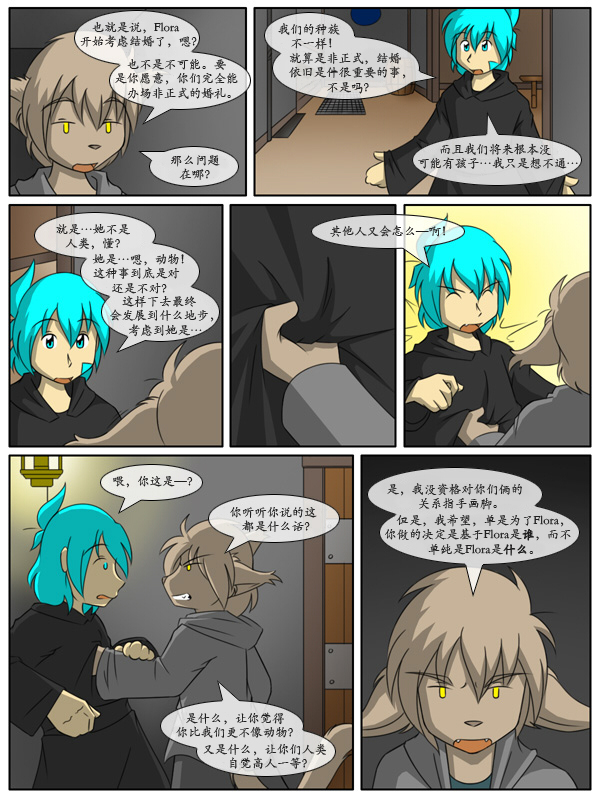 也就是说，Flora
开始考虑结婚了，嗯？
也不是不可能。要
是你愿意，你们完全能
办场非正式的婚礼。
那么问题
在哪？
我们的种族
不一样！
就算是非正式，结婚
依旧是件很重要的事，
不是吗？
而且我们将来根本没
可能有孩子…我只是想不通…
就是…她不是
人类，懂？
她是…嗯，动物！
这种事到底是对
还是不对？
这样下去最终
会发展到什么地步，
考虑到她是…
其他人又会怎么—啊！
喂，你这是—？
你听听你说的这
都是什么话？
是什么，让你觉得
你比我们更不像动物？
又是什么，让你们人类
自觉高人一等？
是，我没资格对你们俩的
关系指手画脚。
但是，我希望，单是为了Flora，
你做的决定是基于Flora是谁，而不
单纯是Flora是什么。